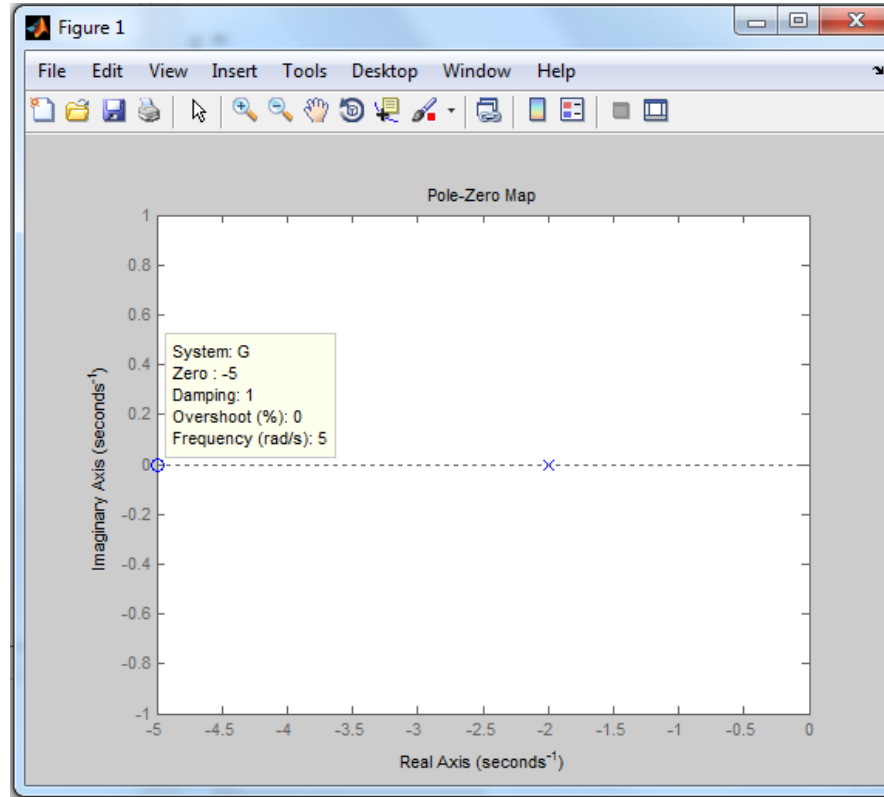 Figure 1
File Edit View Insert Tools Desktop Window Help
Pole-Zero Map
1
0.8
0.6
0.4
0.2
0
-0.2
-0.4
-0.6
-0.8
-1
Imaginary Axis (seconds⁻¹)
System: G
Zero : -5
Damping: 1
Overshoot (%): 0
Frequency (rad/s): 5
-5 -4.5 -4 -3.5 -3 -2.5 -2 -1.5 -1 -0.5 0
Real Axis (seconds⁻¹)